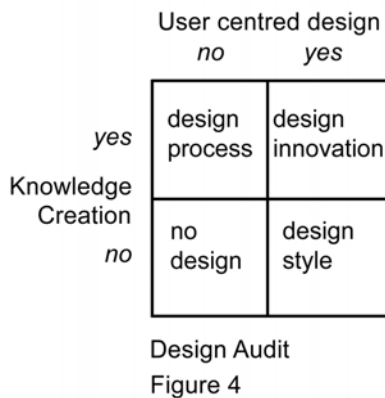 User centred design
no yes
yes
design process
design innovation
Knowledge Creation
no
no design
design style
Design Audit
Figure 4